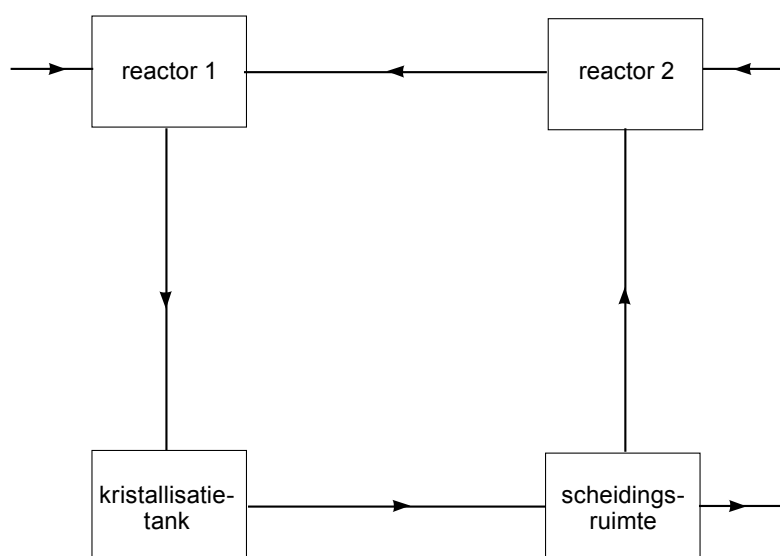 reactor 1
reactor 2
kristallisatie-
tank
scheidings-
ruimte